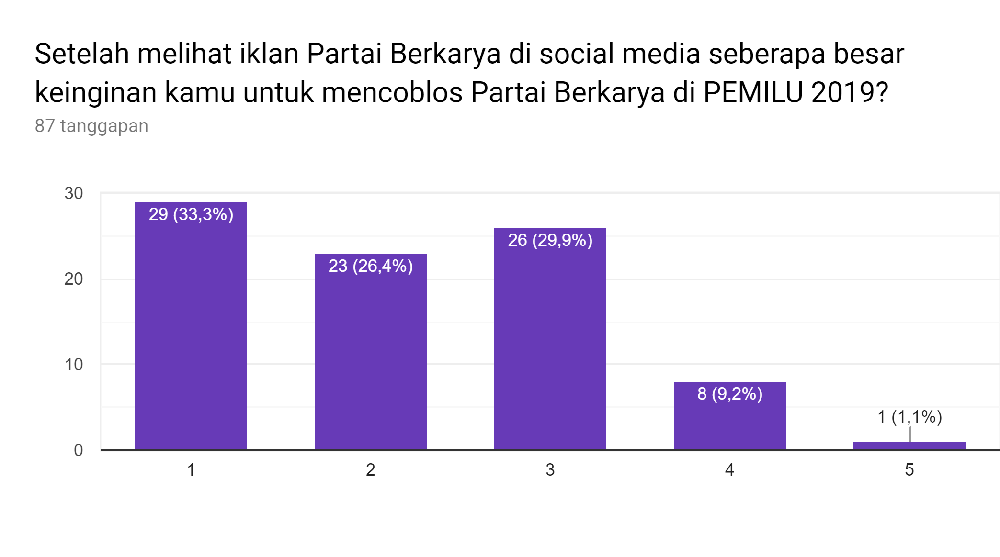 Setelah melihat iklan Partai Berkarya di social media seberapa besar
keinginan kamu untuk mencoblos Partai Berkarya di PEMILU 2019?
87 tanggapan
30
29 (33,3%)
26 (29,9%)
23 (26,4%)
20
10
8 (9,2%)
1 (1,1%)
0
1 2 3 4 5